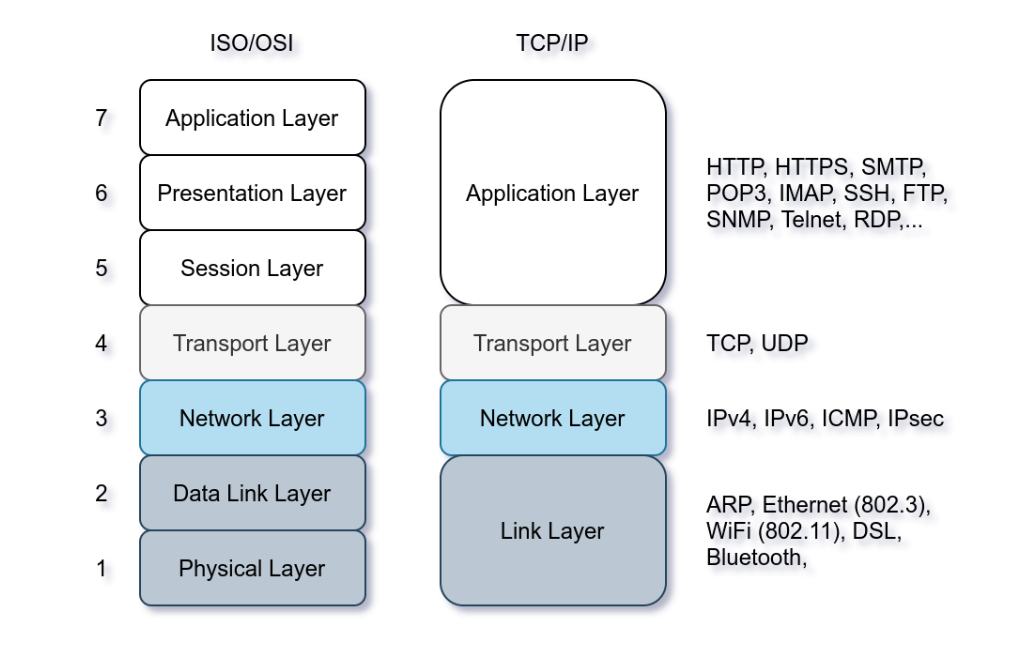 ISO/OSI
TCP/IP
7
Application Layer
6
Presentation Layer
5
Session Layer
4
Transport Layer
3
Network Layer
2
Data Link Layer
1
Physical Layer
Application Layer
Transport Layer
Network Layer
Link Layer
HTTP, HTTPS, SMTP,
POP3, IMAP, SSH, FTP,
SNMP, Telnet, RDP,...
TCP, UDP
IPv4, IPv6, ICMP, IPsec
ARP, Ethernet (802.3),
WiFi (802.11), DSL,
Bluetooth,